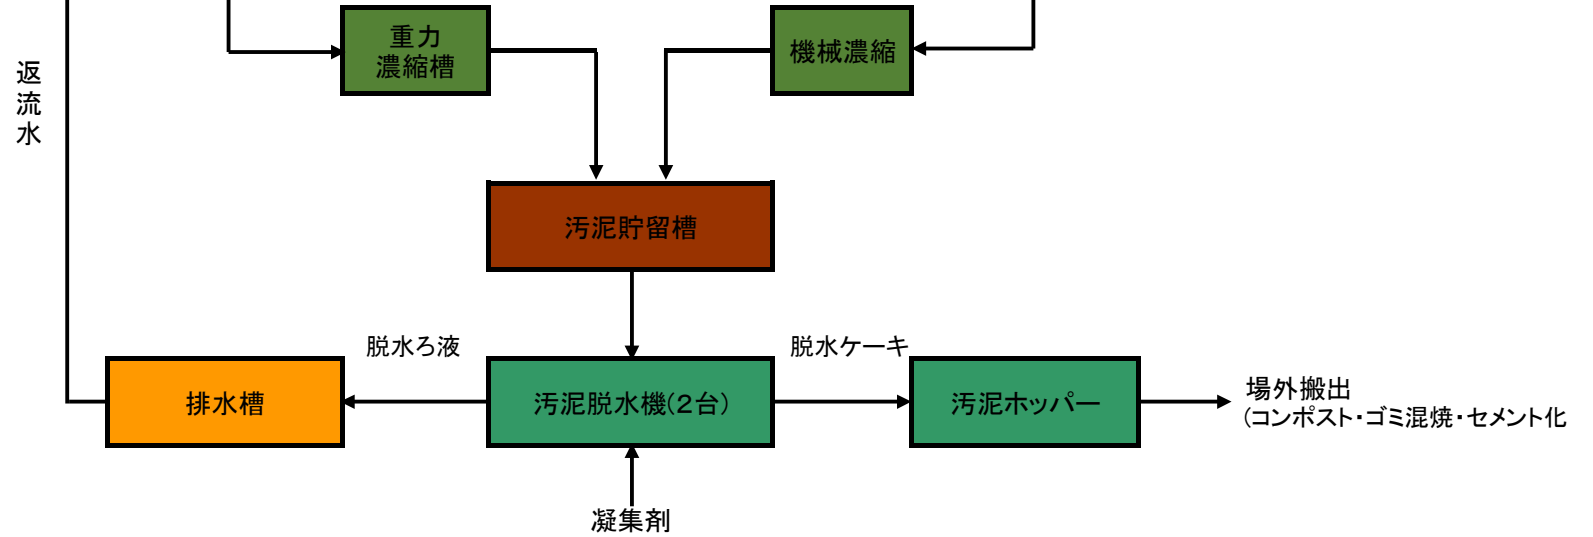 重力
濃縮槽
機械濃縮
返流水
汚泥貯留槽
脱水ろ液
脱水ケーキ
排水槽
汚泥脱水機(２台)
汚泥ホッパー
場外搬出
(コンポスト・ゴミ混焼・セメント化
凝集剤